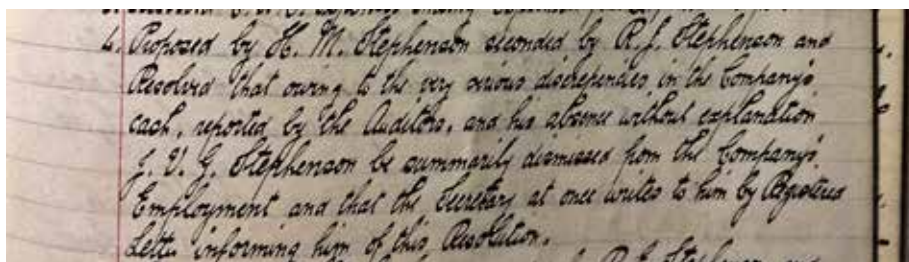 4. Proposed by H. M. Stephenson seconded by R. J. Stephenson and
Resolved that owing to the very serious discrepencies in the Company's
cash, reported by the Auditors, and his absence without explanation
J. V. G. Stephenson be summarily dismissed from the Company's
Employment and that the Secretary at once writes to him by Registered
Letter informing him of this Resolution.